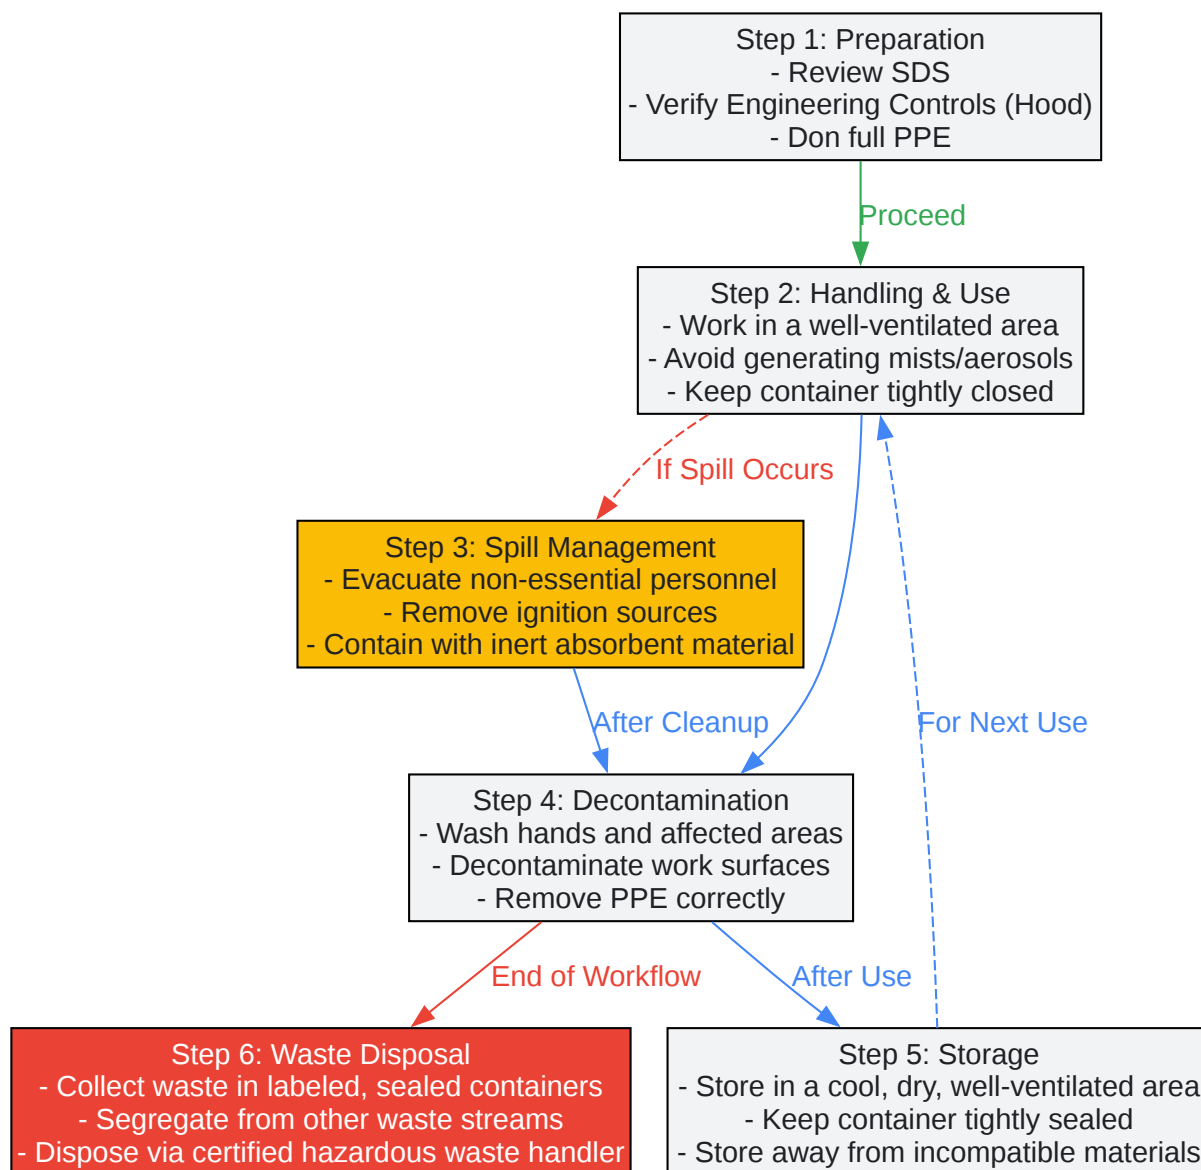 Step 1: Preparation
- Review SDS
- Verify Engineering Controls (Hood)
- Don full PPE
Proceed
Step 2: Handling & Use
- Work in a well-ventilated area
- Avoid generating mists/aerosols
- Keep container tightly closed
If Spill Occurs
Step 3: Spill Management
- Evacuate non-essential personnel
- Remove ignition sources
- Contain with inert absorbent material
After Cleanup
For Next Use
Step 4: Decontamination
- Wash hands and affected areas
- Decontaminate work surfaces
- Remove PPE correctly
End of Workflow
After Use
Step 6: Waste Disposal
- Collect waste in labeled, sealed containers
- Segregate from other waste streams
- Dispose via certified hazardous waste handler
Step 5: Storage
- Store in a cool, dry, well-ventilated area
- Keep container tightly sealed
- Store away from incompatible materials